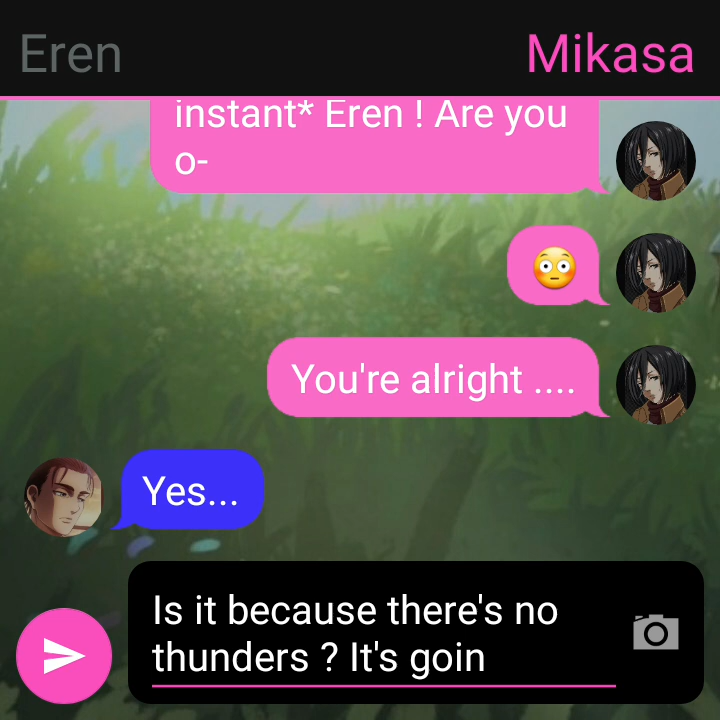 Eren Mikasa
instant* Eren ! Are you
o-
😳
You're alright ....
Yes...
Is it because there's no
thunders ? It's goin